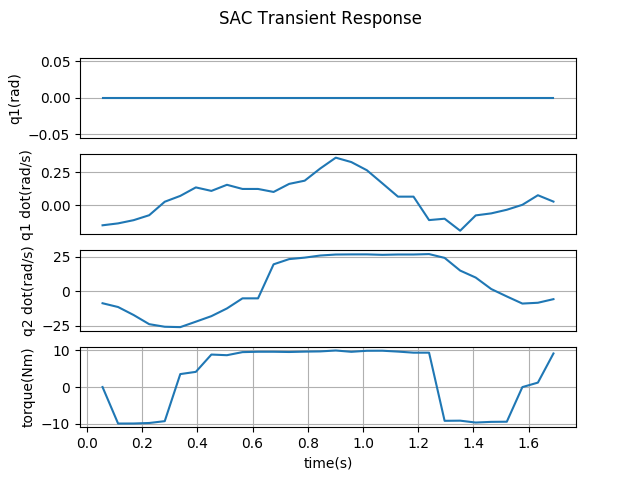 SAC Transient Response
q1(rad)
0.05
0.00
−0.05
q1 dot(rad/s)
0.25
0.00
q2 dot(rad/s)
25
0
−25
torque(Nm)
10
0
−10
0.0 0.2 0.4 0.6 0.8 1.0 1.2 1.4 1.6
time(s)